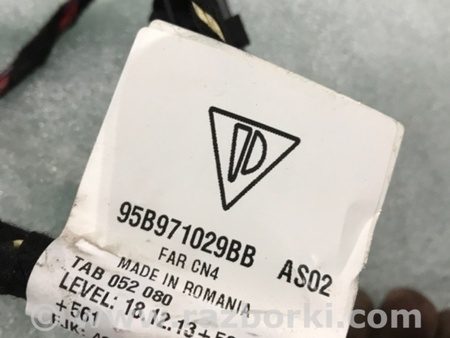 95B971029BB AS02
FAR CN4
MADE IN ROMANIA
TAB 052 080
LEVEL: 18.12.13+
+561
www.razborki.com